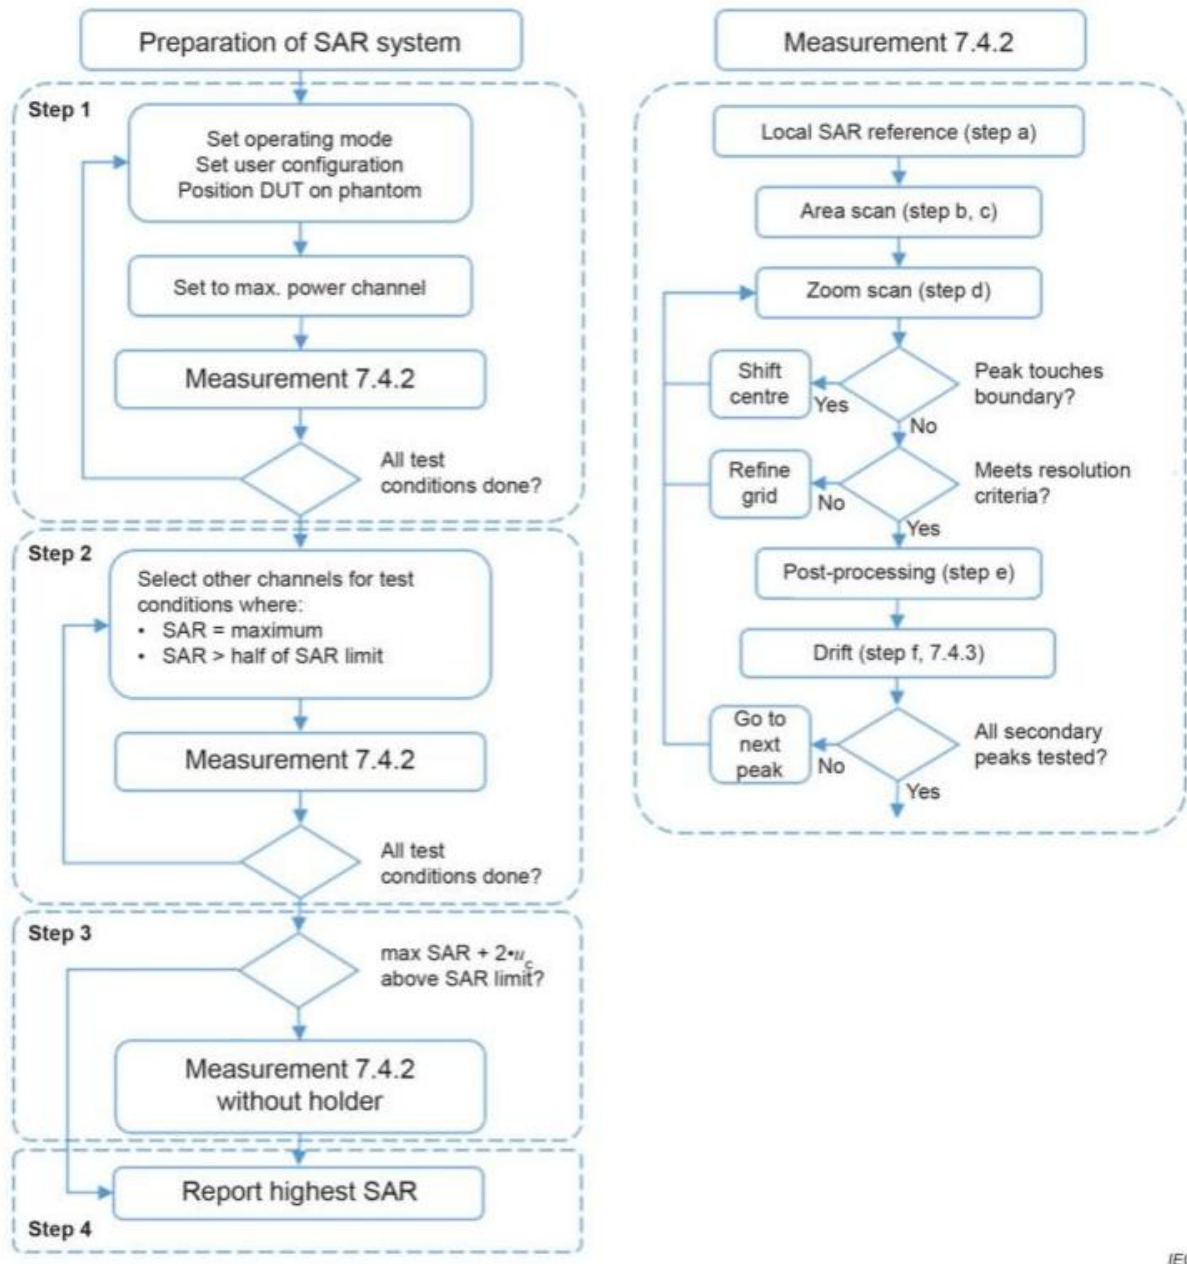 Preparation of SAR system
Step 1
Set operating mode
Set user configuration
Position DUT on phantom
Set to max. power channel
Measurement 7.4.2
All test
conditions done?
Step 2
Select other channels for test
conditions where:
• SAR = maximum
• SAR > half of SAR limit
Measurement 7.4.2
All test
conditions done?
Step 3
max SAR + 2•uc
above SAR limit?
Measurement 7.4.2
without holder
Report highest SAR
Step 4
Measurement 7.4.2
Local SAR reference (step a)
Area scan (step b, c)
Zoom scan (step d)
Shift
centre
Yes
Peak touches
boundary?
No
Refine
grid
No
Meets resolution
criteria?
Yes
Post-processing (step e)
Drift (step f, 7.4.3)
Go to
next
peak
No
All secondary
peaks tested?
Yes